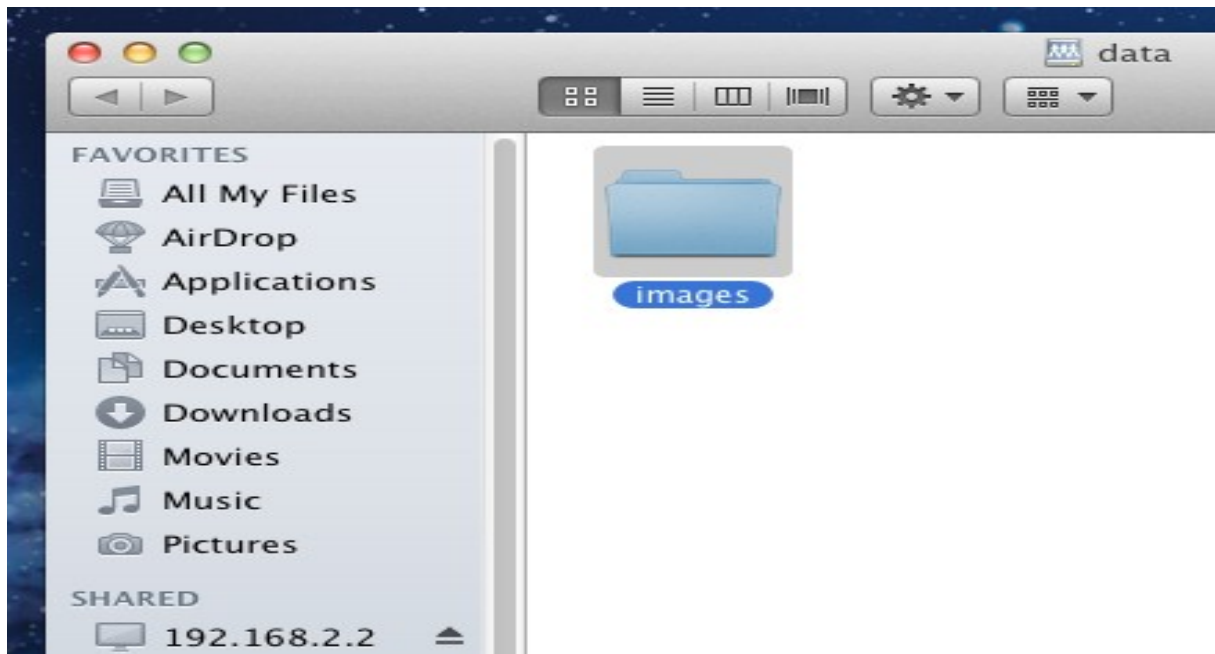 data
FAVORITES
All My Files
AirDrop
Applications
Desktop
Documents
Downloads
Movies
Music
Pictures
SHARED
192.168.2.2
images